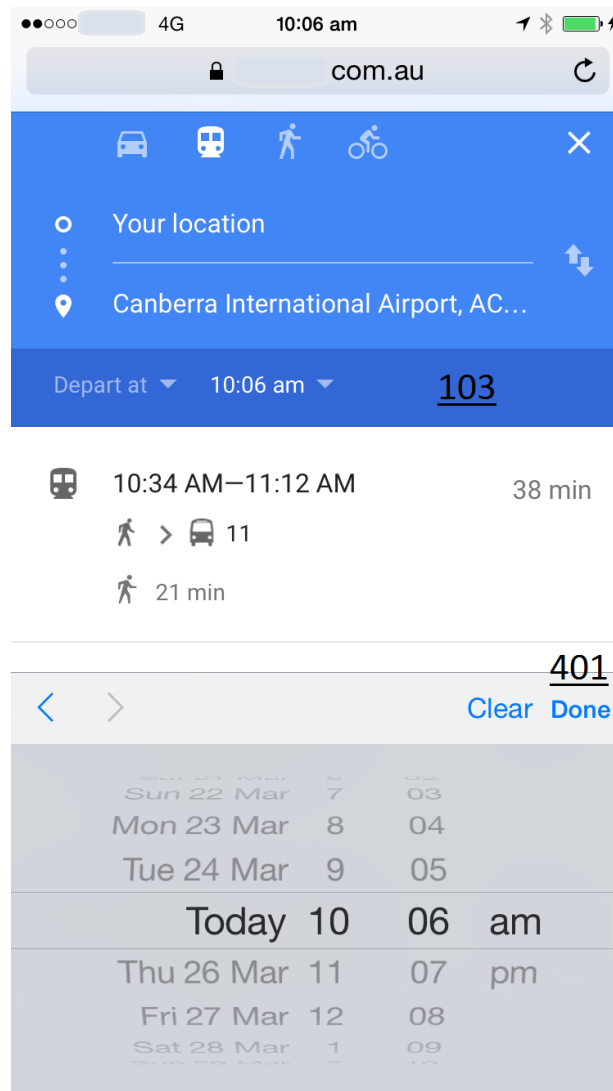 4G 10:06 am
com.au
Your location
Canberra International Airport, AC...
Depart at 10:06 am 103
10:34 AM—11:12 AM 38 min
11
21 min
401
Clear Done
Sun 22 Mar 7 03
Mon 23 Mar 8 04
Tue 24 Mar 9 05
Today 10 06 am
Thu 26 Mar 11 07 pm
Fri 27 Mar 12 08
Sat 28 Mar 1 09